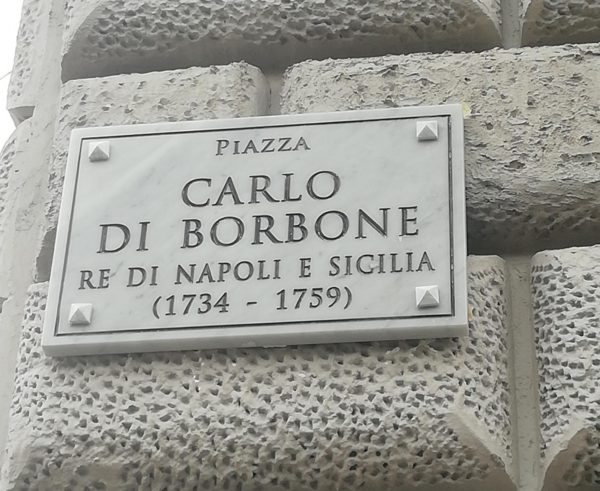 PIAZZA
CARLO
DI BORBONE
RE DI NAPOLI E SICILIA
(1734 - 1759)